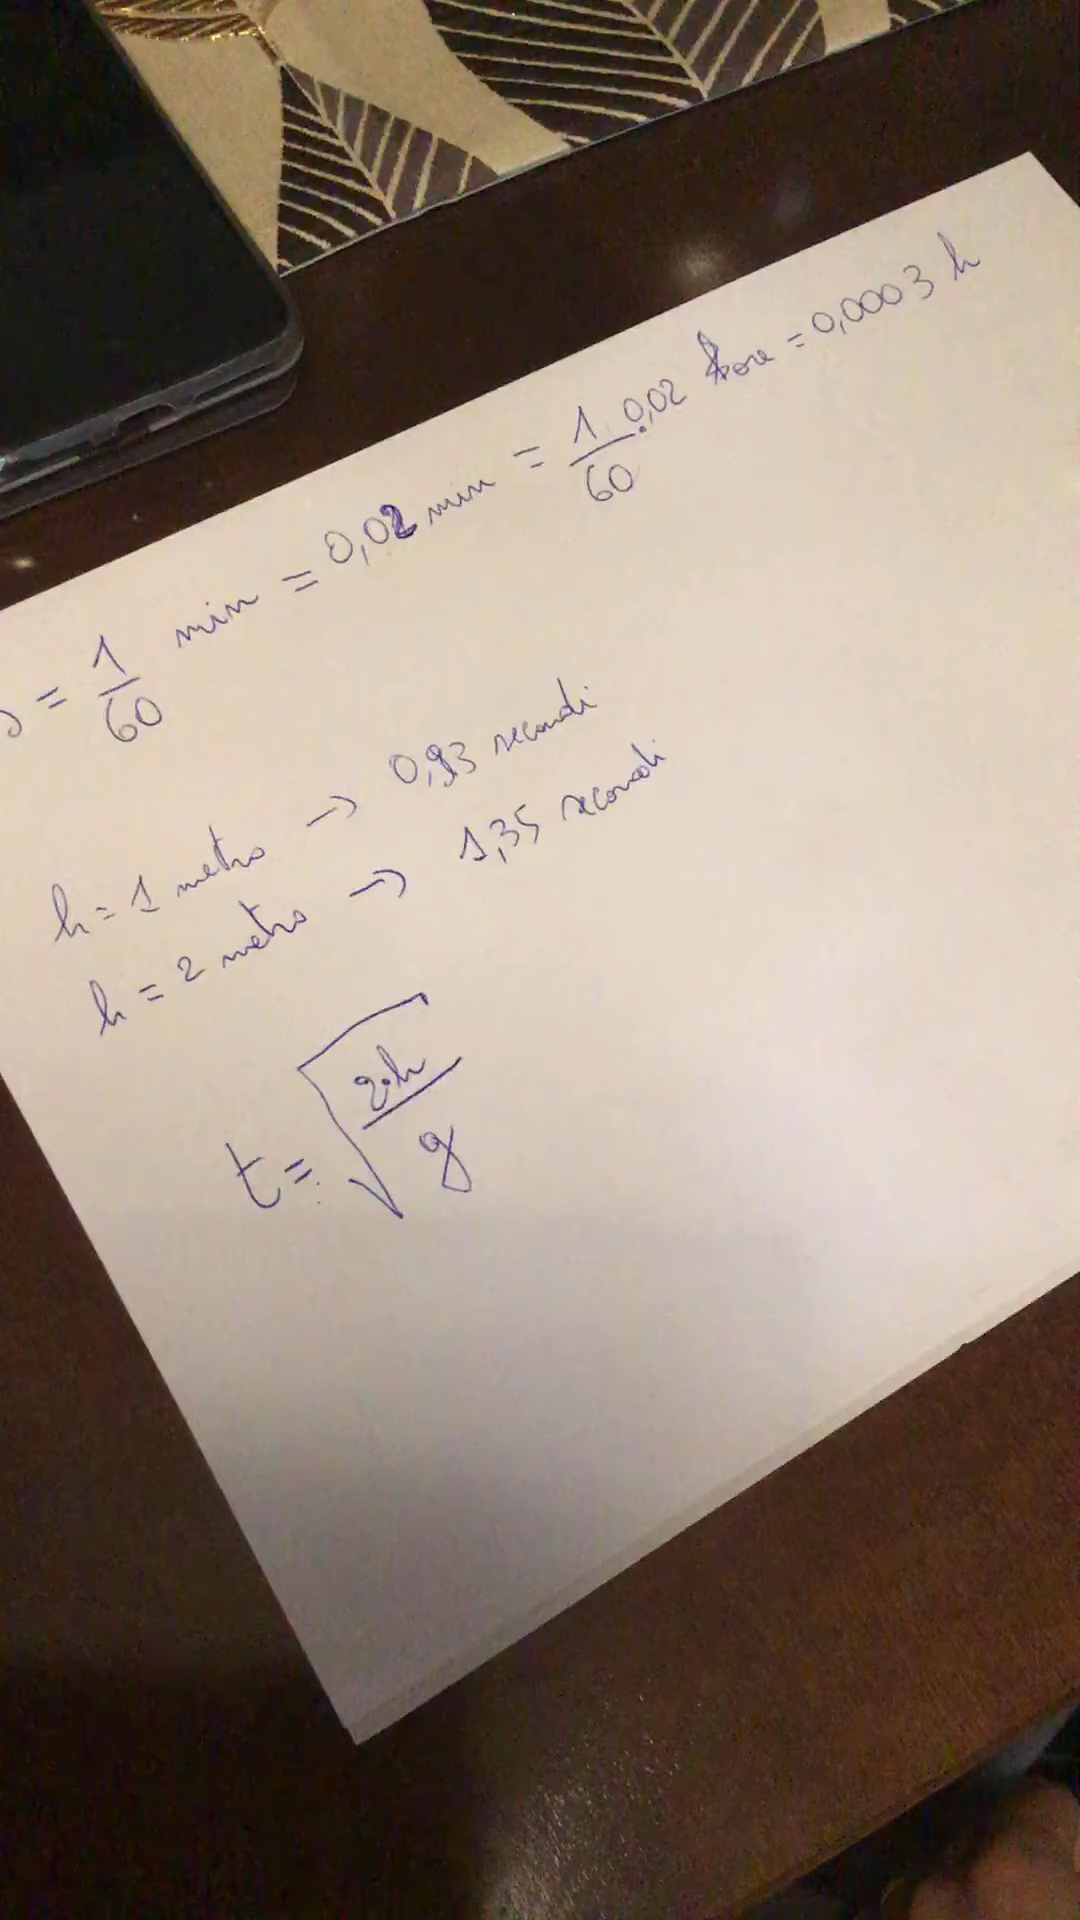 = 1/60 min = 0,02 min = 1/60 · 0,02 ore = 0,0003 h
h = 1 metro → 0,93 secondi
h = 2 metro → 1,35 secondi
t = √(2·h/g)